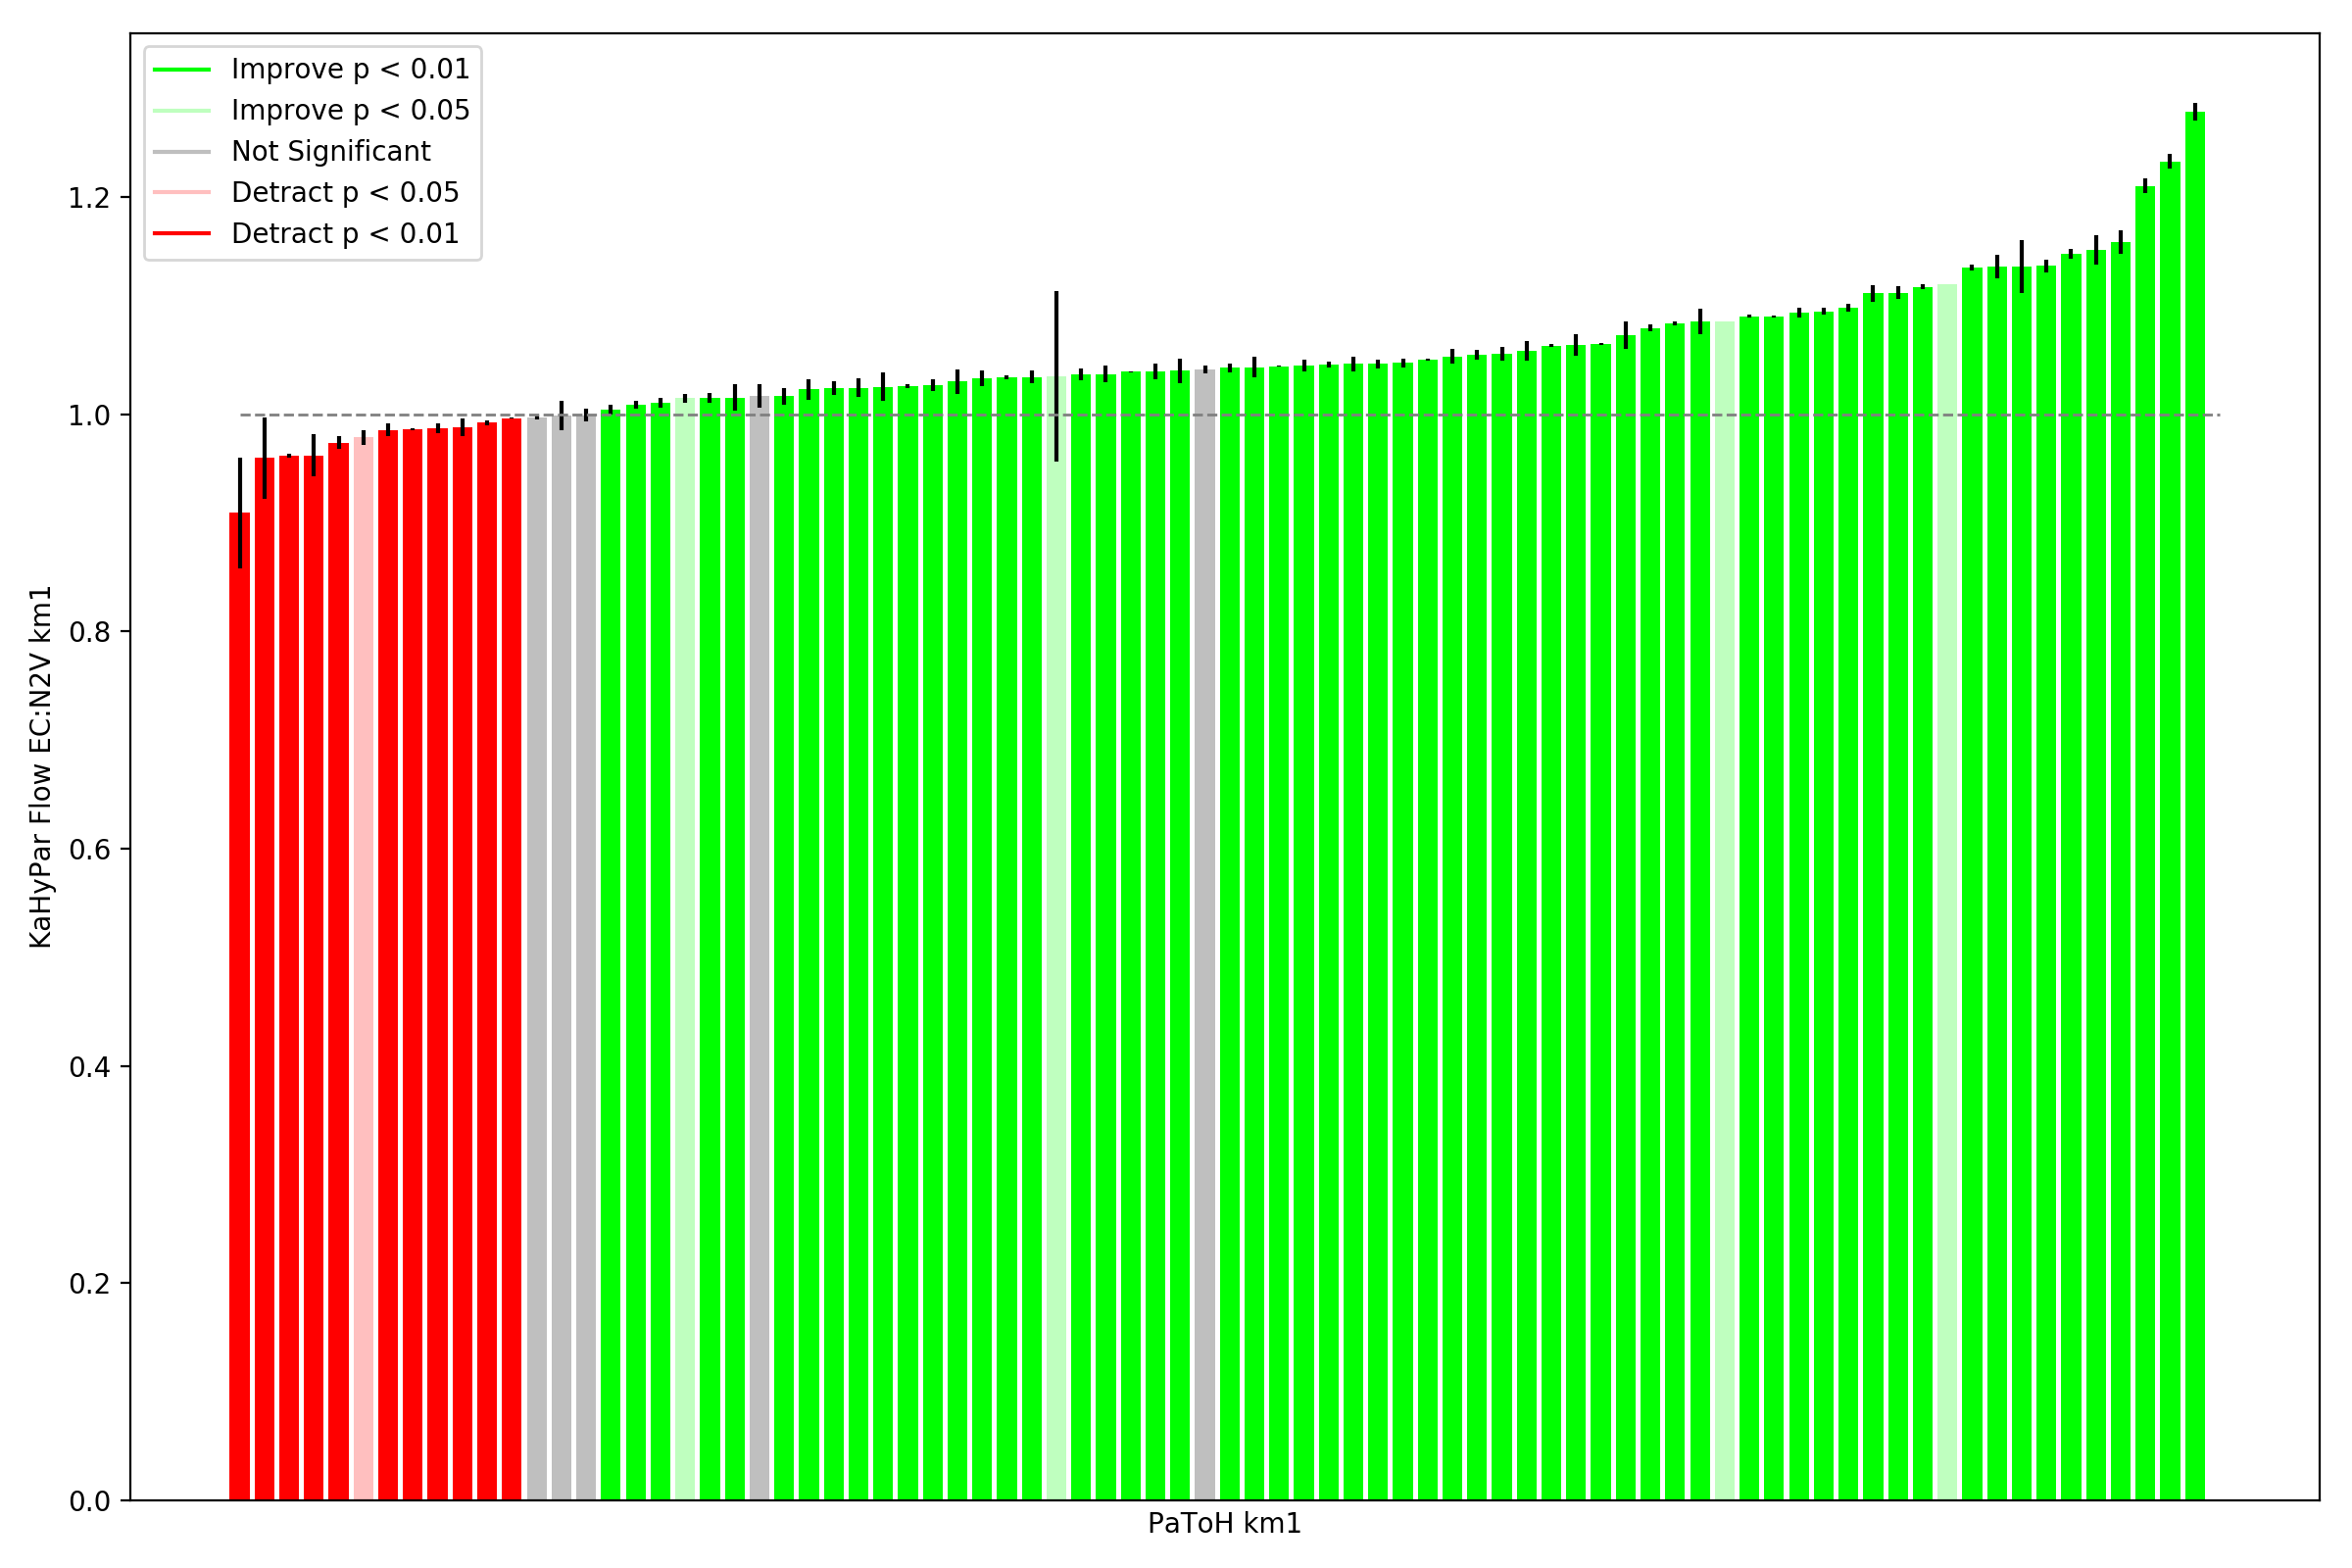 Improve p < 0.01
Improve p < 0.05
Not Significant
Detract p < 0.05
Detract p < 0.01
1.2
1.0
0.8
0.6
0.4
0.2
0.0
KaHyPar Flow EC:N2V km1
PaToH km1